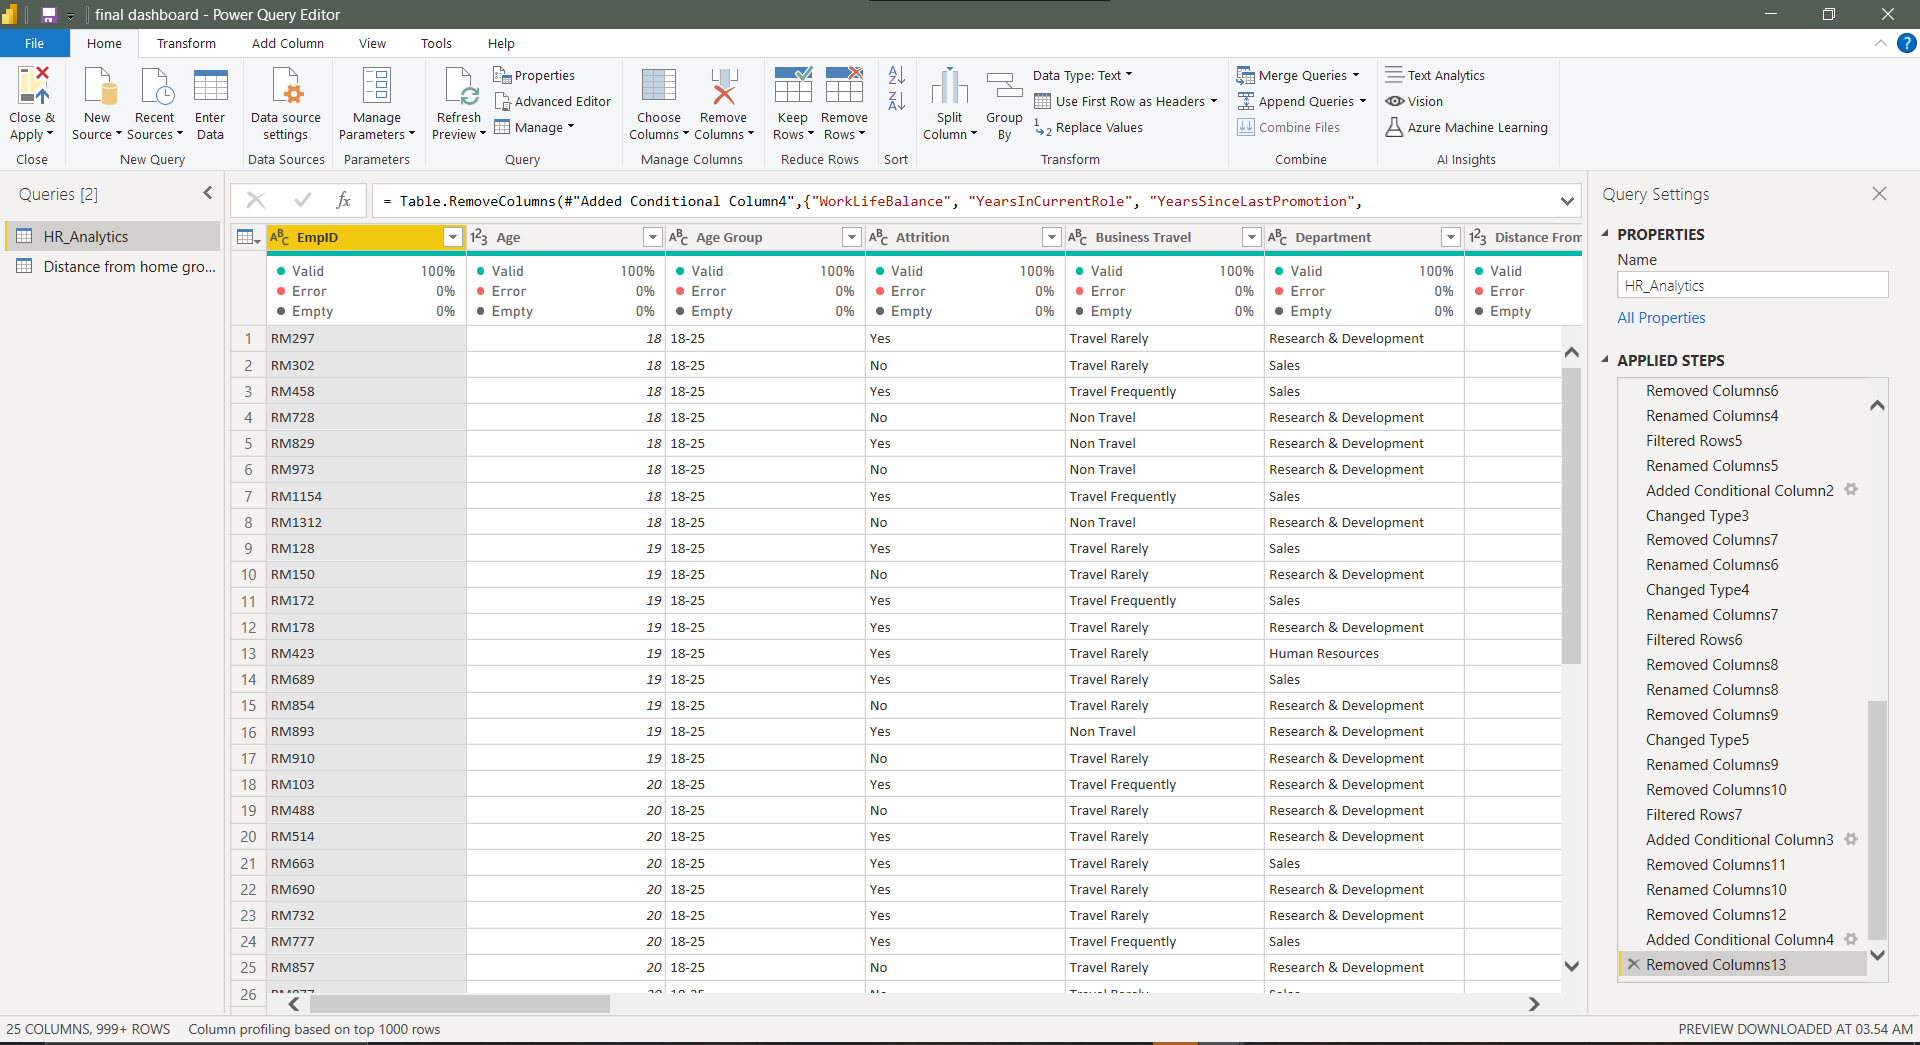 final dashboard - Power Query Editor
File Home Transform Add Column View Tools Help
Close & Apply
New Source
Recent Sources
Enter Data
Data source settings
Manage Parameters
Refresh Preview
Properties
Advanced Editor
Manage
Choose Columns
Remove Columns
Keep Rows
Remove Rows
Split Column
Group By
Data Type: Text
Use First Row as Headers
Replace Values
Merge Queries
Append Queries
Combine Files
Text Analytics
Vision
Azure Machine Learning
Close New Query Data Sources Parameters Query Manage Columns Reduce Rows Sort Transform Combine AI Insights
Queries [2]
HR_Analytics
Distance from home gro...
fx = Table.RemoveColumns(#"Added Conditional Column4",{"WorkLifeBalance", "YearsInCurrentRole", "YearsSinceLastPromotion",
ABC EmpID 123 Age ABC Age Group ABC Attrition ABC Business Travel ABC Department 123 Distance From
Valid 100% Valid 100% Valid 100% Valid 100% Valid 100% Valid 100% Valid
Error 0% Error 0% Error 0% Error 0% Error 0% Error 0% Error
Empty 0% Empty 0% Empty 0% Empty 0% Empty 0% Empty 0% Empty
1 RM297 18 18-25 Yes Travel Rarely Research & Development
2 RM302 18 18-25 No Travel Rarely Sales
3 RM458 18 18-25 Yes Travel Frequently Sales
4 RM728 18 18-25 No Non Travel Research & Development
5 RM829 18 18-25 Yes Non Travel Research & Development
6 RM973 18 18-25 No Non Travel Research & Development
7 RM1154 18 18-25 Yes Travel Frequently Sales
8 RM1312 18 18-25 No Non Travel Research & Development
9 RM128 19 18-25 Yes Travel Rarely Sales
10 RM150 19 18-25 No Travel Rarely Research & Development
11 RM172 19 18-25 Yes Travel Frequently Sales
12 RM178 19 18-25 Yes Travel Rarely Research & Development
13 RM423 19 18-25 Yes Travel Rarely Human Resources
14 RM689 19 18-25 Yes Travel Rarely Sales
15 RM854 19 18-25 No Travel Rarely Research & Development
16 RM893 19 18-25 Yes Non Travel Research & Development
17 RM910 19 18-25 No Travel Rarely Research & Development
18 RM103 20 18-25 Yes Travel Frequently Research & Development
19 RM488 20 18-25 No Travel Rarely Research & Development
20 RM514 20 18-25 Yes Travel Rarely Research & Development
21 RM663 20 18-25 Yes Travel Rarely Sales
22 RM690 20 18-25 Yes Travel Rarely Research & Development
23 RM732 20 18-25 Yes Travel Rarely Research & Development
24 RM777 20 18-25 Yes Travel Frequently Sales
25 RM857 20 18-25 No Travel Rarely Research & Development
26
Query Settings
PROPERTIES
Name
HR_Analytics
All Properties
APPLIED STEPS
Removed Columns6
Renamed Columns4
Filtered Rows5
Renamed Columns5
Added Conditional Column2
Changed Type3
Removed Columns7
Renamed Columns6
Changed Type4
Renamed Columns7
Filtered Rows6
Removed Columns8
Renamed Columns8
Removed Columns9
Changed Type5
Renamed Columns9
Removed Columns10
Filtered Rows7
Added Conditional Column3
Removed Columns11
Renamed Columns10
Removed Columns12
Added Conditional Column4
Removed Columns13
25 COLUMNS, 999+ ROWS Column profiling based on top 1000 rows PREVIEW DOWNLOADED AT 03.54 AM